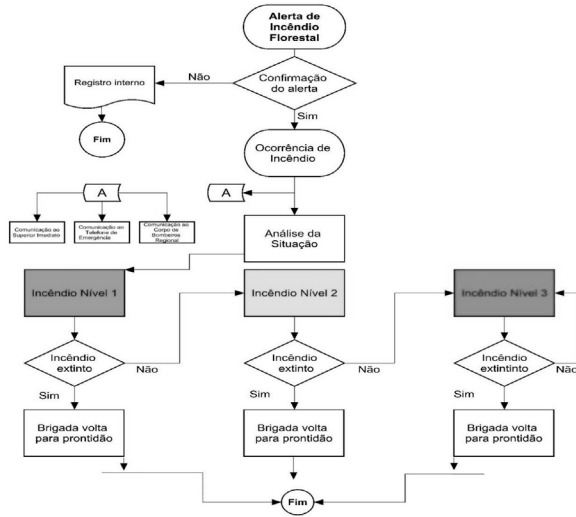 Alerta de
Incêndio
Florestal
Registro interno
Não
Confirmação
do alerta
Sim
Fim
Ocorrência de
Incêndio
A
A
Comunicação ao
Superior Imediato
Comunicação ao
Telefone de
Emergência
Comunicação ao
Corpo de
Bombeiros
Regional
Análise da
Situação
Incêndio Nível 1
Incêndio Nível 2
Incêndio Nível 3
Incêndio
extinto
Não
Incêndio
extinto
Não
Incêndio
extintinto
Não
Sim
Sim
Sim
Brigada volta
para prontidão
Brigada volta
para prontidão
Brigada volta
para prontidão
Fim